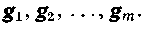 g₁, g₂, ..., gₘ.